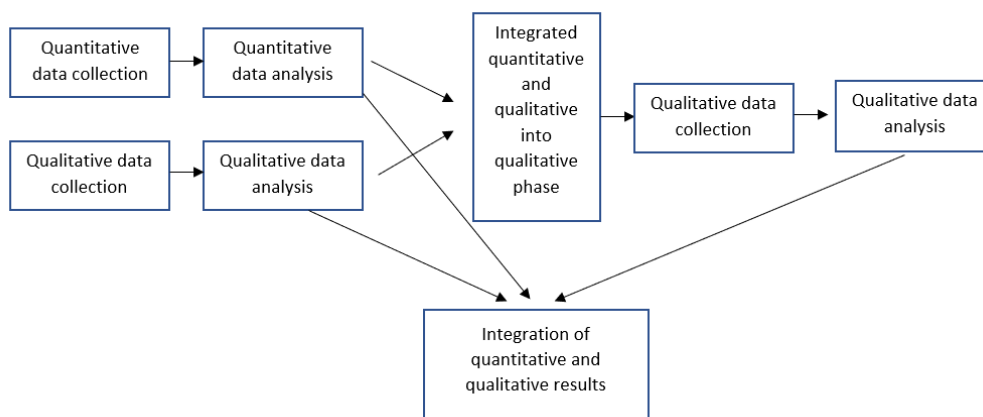 Quantitative
data collection
Quantitative
data analysis
Integrated
quantitative
and
qualitative
into
qualitative
phase
Qualitative data
collection
Qualitative data
analysis
Qualitative data
collection
Qualitative data
analysis
Integration of
quantitative and
qualitative results